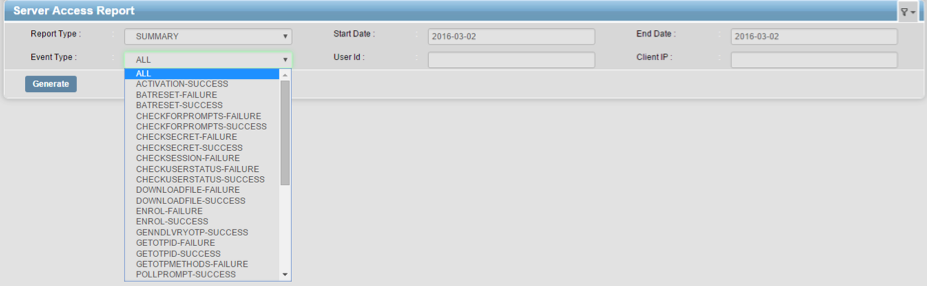 Server Access Report
Report Type : : SUMMARY Start Date : : 2016-03-02 End Date : : 2016-03-02
Event Type : : ALL User Id : : Client IP : :
Generate
ALL
ACTIVATION-SUCCESS
BATRESET-FAILURE
BATRESET-SUCCESS
CHECKFORPROMPTS-FAILURE
CHECKFORPROMPTS-SUCCESS
CHECKSECRET-FAILURE
CHECKSECRET-SUCCESS
CHECKSESSION-FAILURE
CHECKUSERSTATUS-FAILURE
CHECKUSERSTATUS-SUCCESS
DOWNLOADFILE-FAILURE
DOWNLOADFILE-SUCCESS
ENROL-FAILURE
ENROL-SUCCESS
GENNDLVRYOTP-SUCCESS
GETOTPID-FAILURE
GETOTPID-SUCCESS
GETOTPMETHODS-FAILURE
POLLPROMPT-SUCCESS